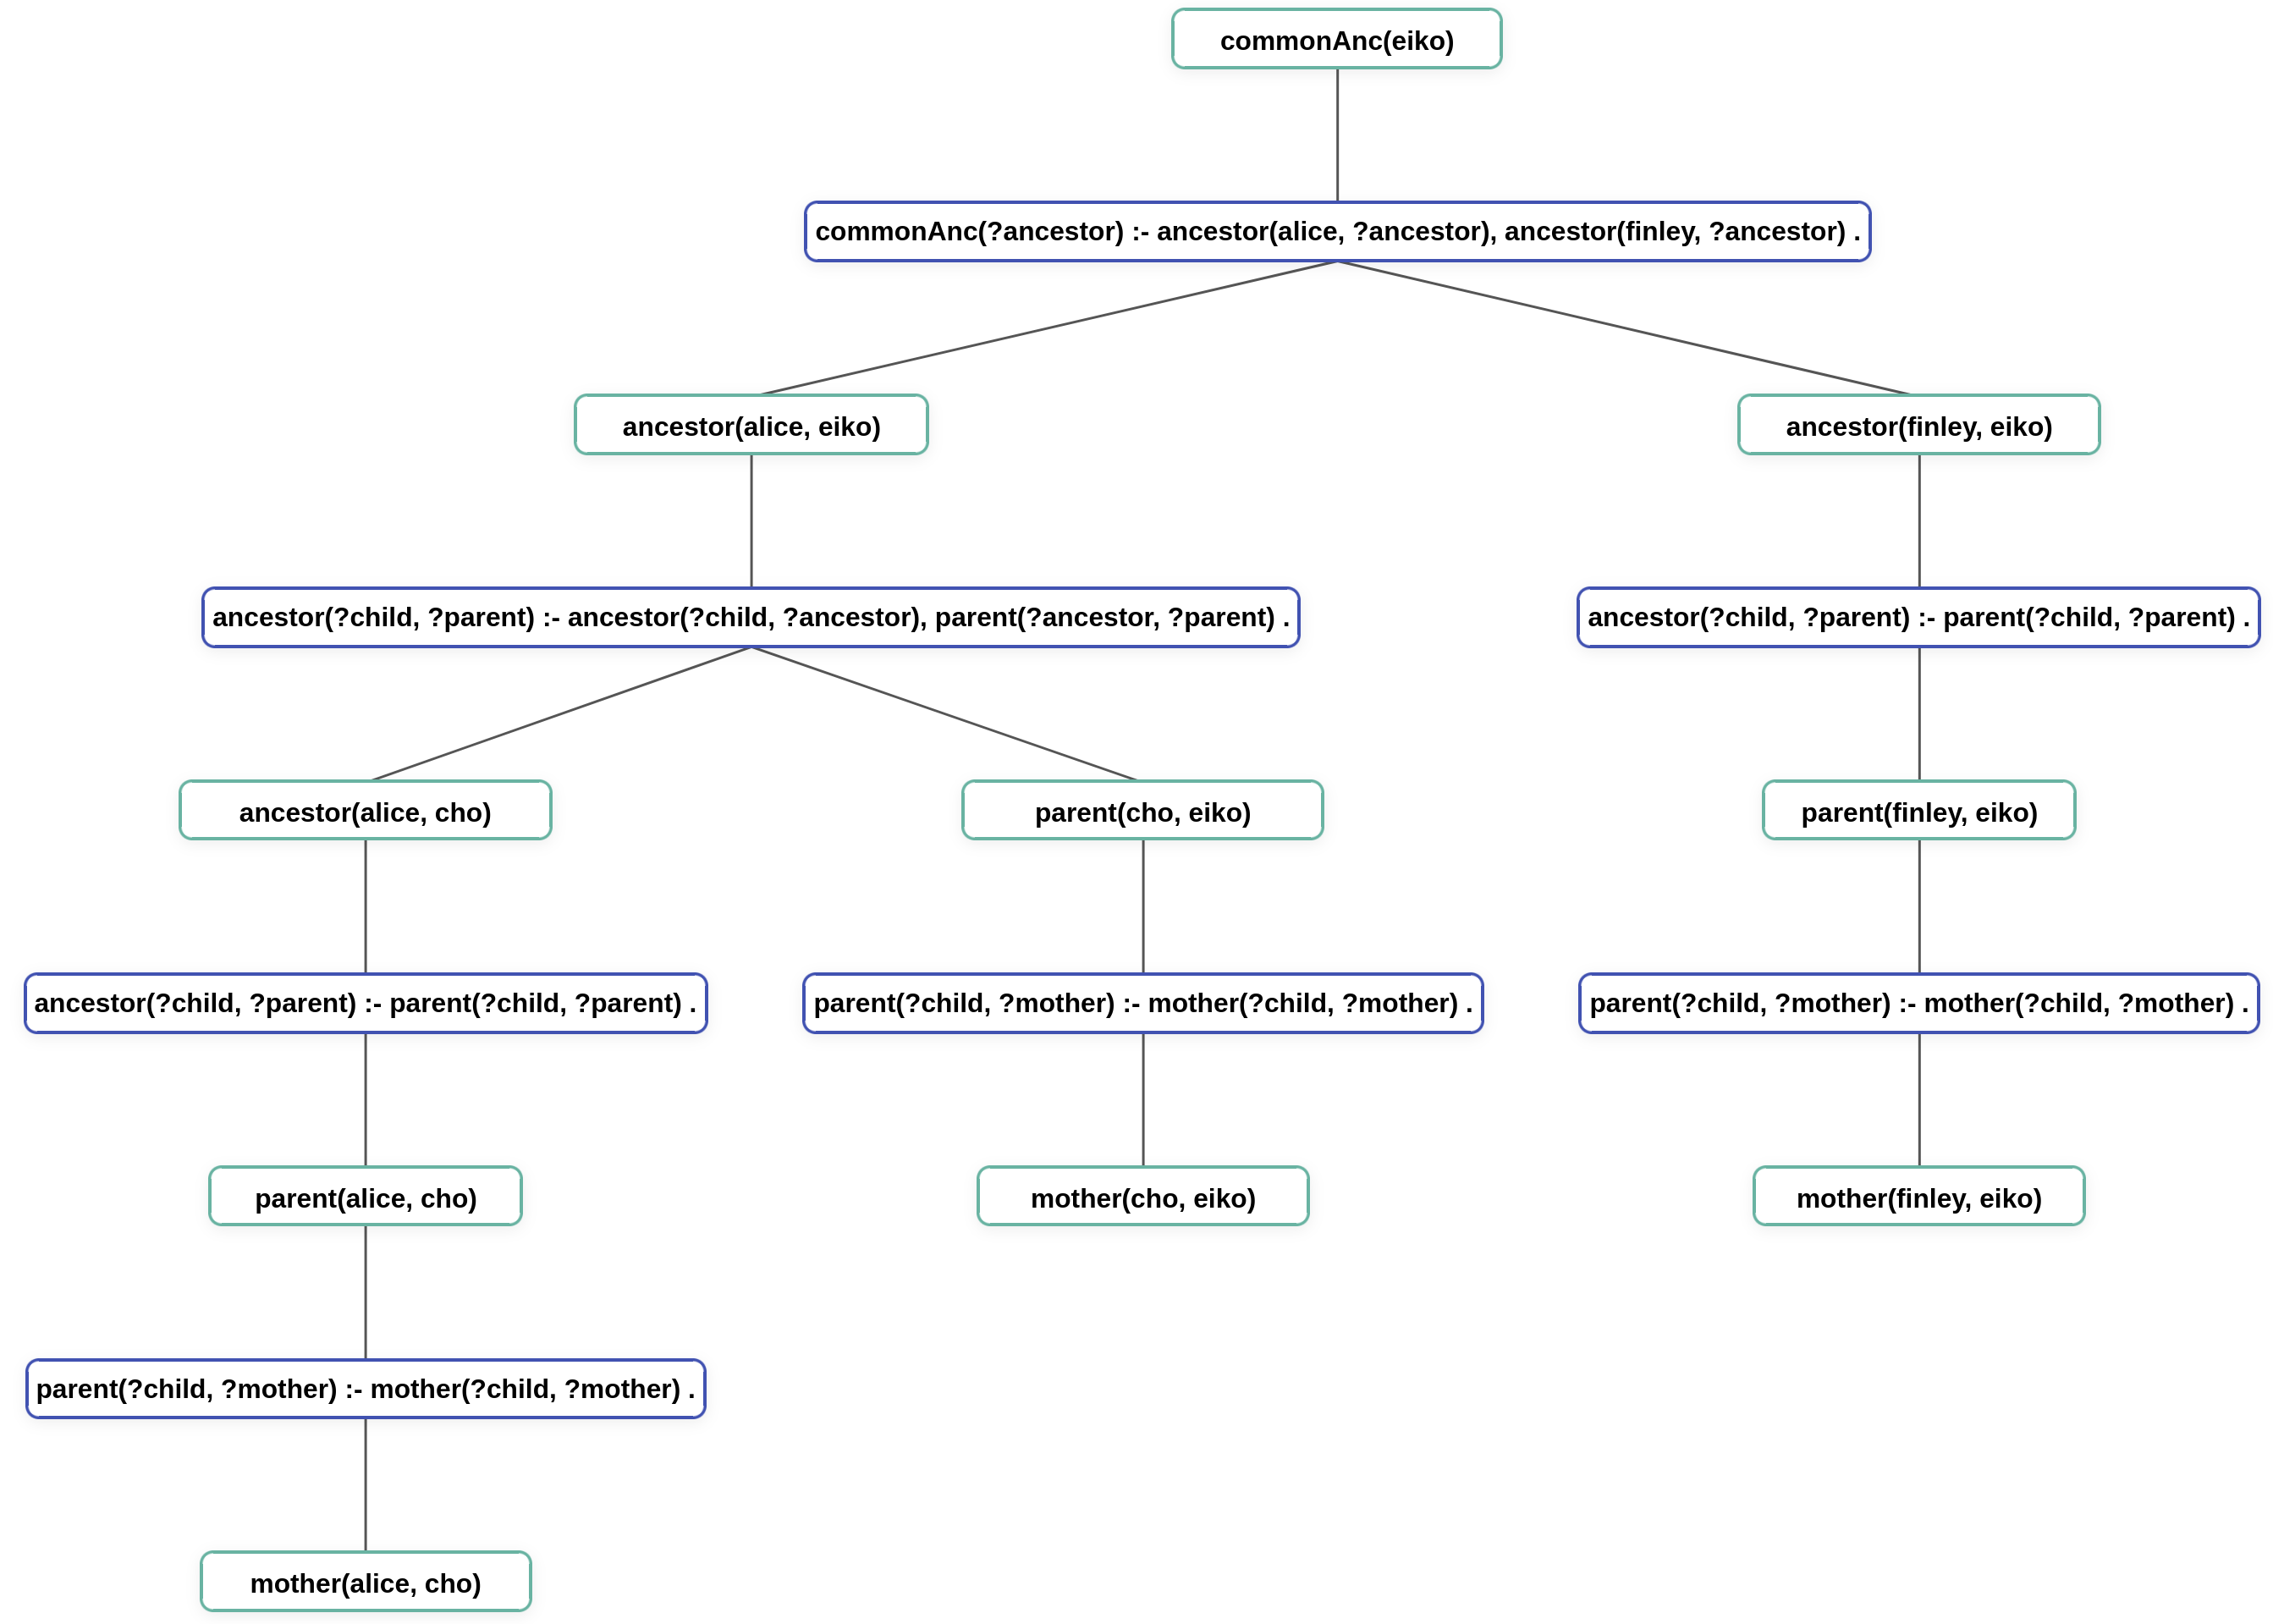 commonAnc(eiko)
commonAnc(?ancestor) :- ancestor(alice, ?ancestor), ancestor(finley, ?ancestor) .
ancestor(alice, eiko)
ancestor(finley, eiko)
ancestor(?child, ?parent) :- ancestor(?child, ?ancestor), parent(?ancestor, ?parent) .
ancestor(?child, ?parent) :- parent(?child, ?parent) .
ancestor(alice, cho)
parent(cho, eiko)
parent(finley, eiko)
ancestor(?child, ?parent) :- parent(?child, ?parent) .
parent(?child, ?mother) :- mother(?child, ?mother) .
parent(?child, ?mother) :- mother(?child, ?mother) .
parent(alice, cho)
mother(cho, eiko)
mother(finley, eiko)
parent(?child, ?mother) :- mother(?child, ?mother) .
mother(alice, cho)